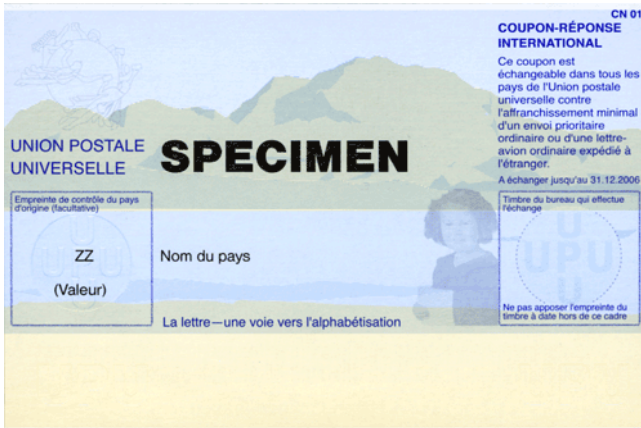 CN 01
COUPON-RÉPONSE
INTERNATIONAL
Ce coupon est
échangeable dans tous les
pays de l'Union postale
universelle contre
l'affranchissement minimal
d'un envoi prioritaire
ordinaire ou d'une lettre-
avion ordinaire expédié à
l'étranger.
A échanger jusqu'au 31.12.2006
UNION POSTALE
UNIVERSELLE
SPECIMEN
Empreinte de contrôle du pays
d'origine (facultative)
ZZ
(Valeur)
Nom du pays
La lettre—une voie vers l'alphabétisation
Timbre du bureau qui effectue
l'échange
UPU
Ne pas apposer l'empreinte du
timbre à date hors de ce cadre